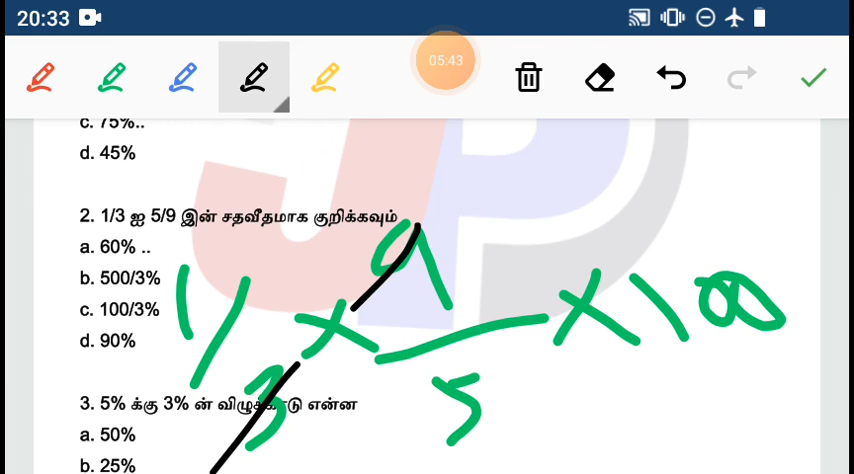 20:33
05:43
c. 75%..
d. 45%
2. 1/3 ஐ 5/9 இன் சதவீதமாக குறிக்கவும்
a. 60% ..
b. 500/3%
c. 100/3%
d. 90%
1/3 x 9/5 x 100
3. 5% க்கு 3% ன் விழுக்காடு என்ன
a. 50%
b. 25%